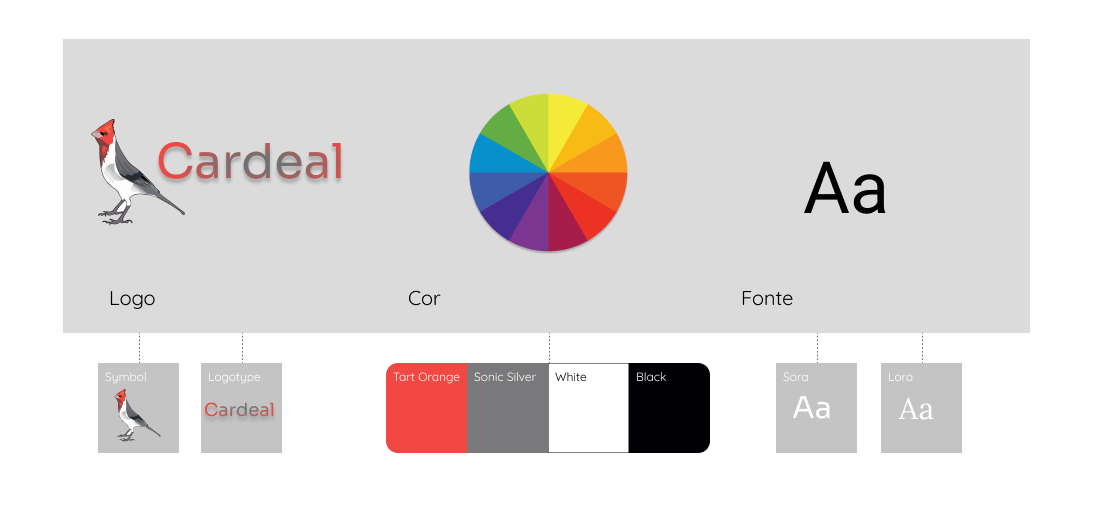 Cardeal
Aa
Logo
Cor
Fonte
Symbol
Logotype
Cardeal
Tart Orange
Sonic Silver
White
Black
Sora
Aa
Lora
Aa